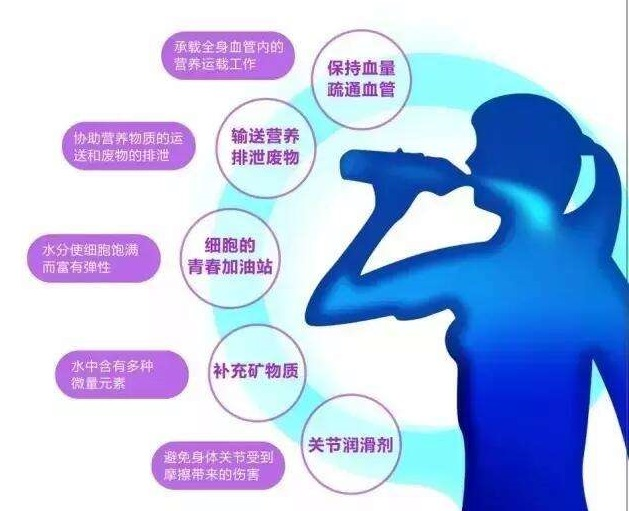 承载全身血管内的
营养运载工作
保持血量
疏通血管
协助营养物质的运
送和废物的排泄
输送营养
排泄废物
水分使细胞饱满
而富有弹性
细胞的
青春加油站
水中含有多种
微量元素
补充矿物质
避免身体关节受到
摩擦带来的伤害
关节润滑剂